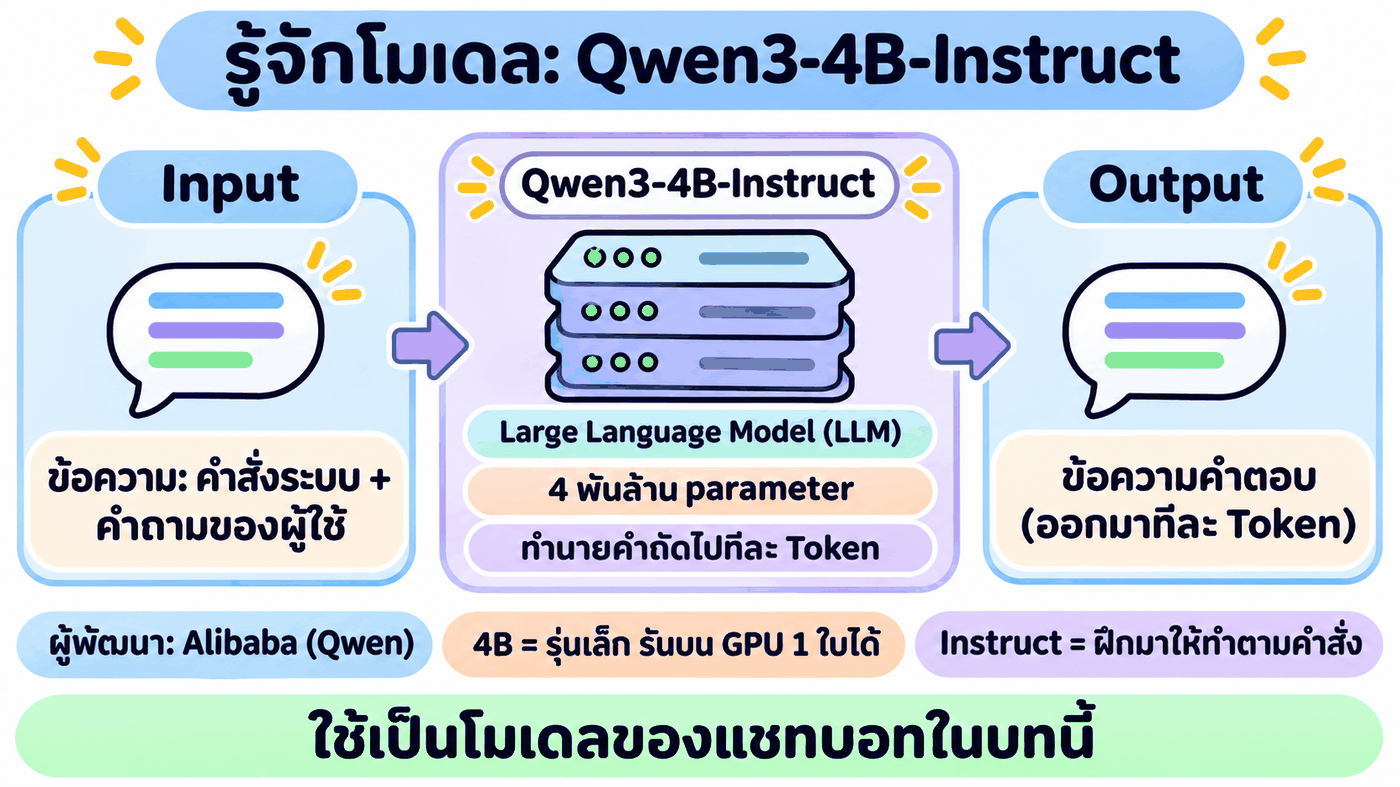 รู้จักโมเดล: Qwen3-4B-Instruct
Input
ข้อความ: คำสั่งระบบ +
คำถามของผู้ใช้
Qwen3-4B-Instruct
Large Language Model (LLM)
4 พันล้าน parameter
ทำนายคำถัดไปทีละ Token
Output
ข้อความคำตอบ
(ออกมาทีละ Token)
ผู้พัฒนา: Alibaba (Qwen)
4B = รุ่นเล็ก รันบน GPU 1 ใบได้
Instruct = ฝึกมาให้ทำตามคำสั่ง
ใช้เป็นโมเดลของแชทบอทในบทนี้